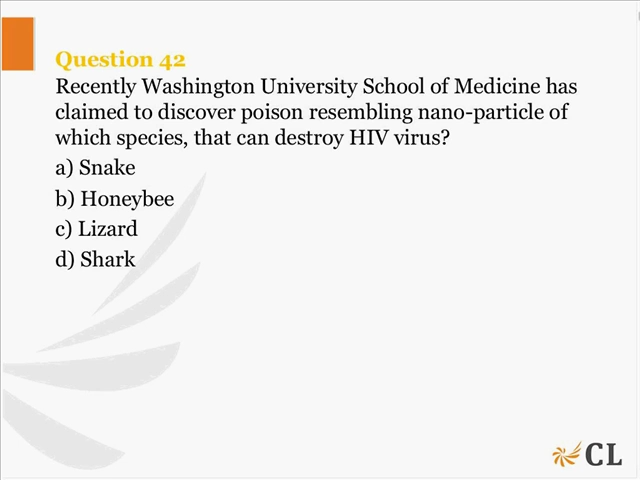 Question 42
Recently Washington University School of Medicine has
claimed to discover poison resembling nano-particle of
which species, that can destroy HIV virus?
a) Snake
b) Honeybee
c) Lizard
d) Shark
CL